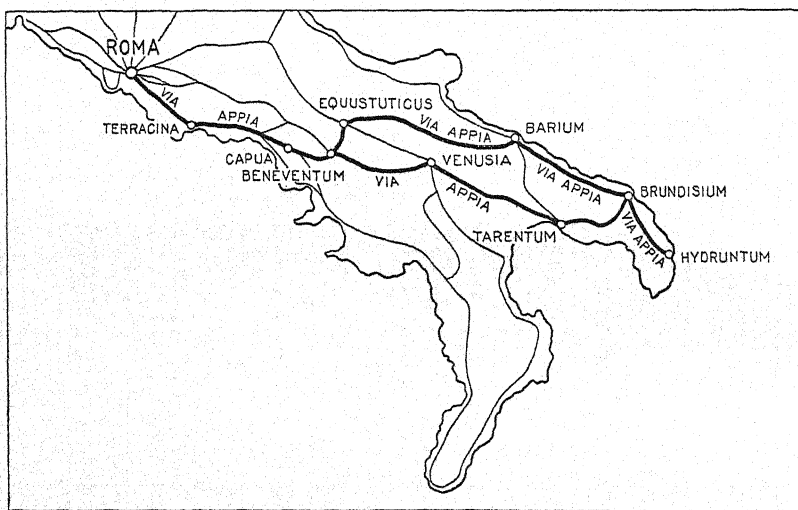 ROMA
VIA
APPIA
TERRACINA
CAPUA
BENEVENTUM
EQUUSTUTICUS
VIA APPIA
BARIUM
VENUSIA
VIA
APPIA
VIA APPIA
BRUNDISIUM
TARENTUM
VIA APPIA
HYDRUNTUM